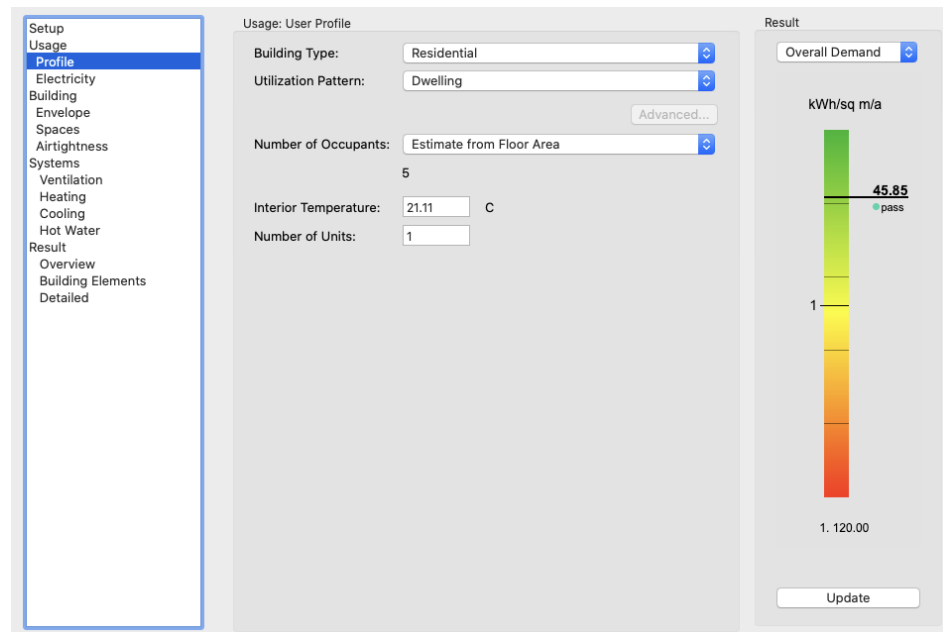 Setup
Usage
Profile
Electricity
Building
Envelope
Spaces
Airtightness
Systems
Ventilation
Heating
Cooling
Hot Water
Result
Overview
Building Elements
Detailed
Usage: User Profile
Building Type: Residential
Utilization Pattern: Dwelling
Advanced...
Number of Occupants: Estimate from Floor Area
5
Interior Temperature: 21.11 C
Number of Units: 1
Result
Overall Demand
kWh/sq m/a
45.85
pass
1
1. 120.00
Update